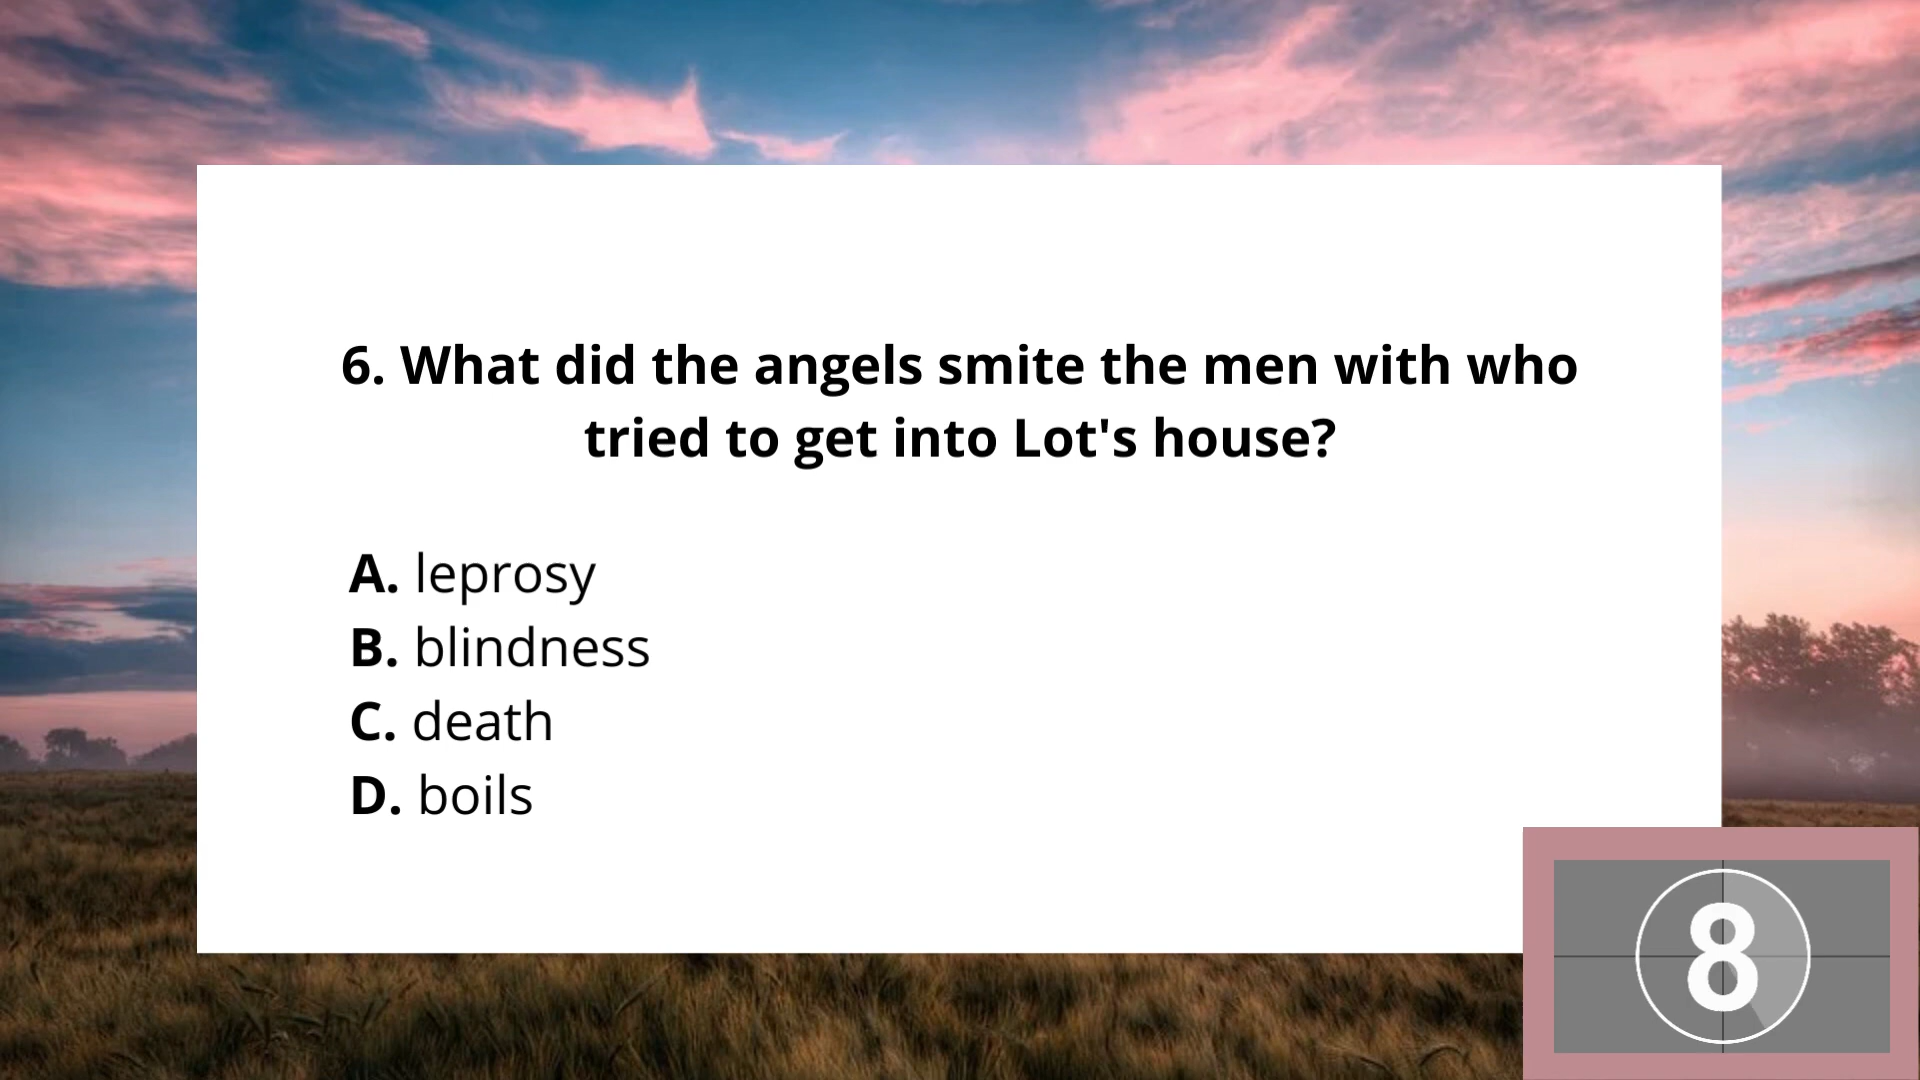 6. What did the angels smite the men with who
tried to get into Lot's house?
A. leprosy
B. blindness
C. death
D. boils
8